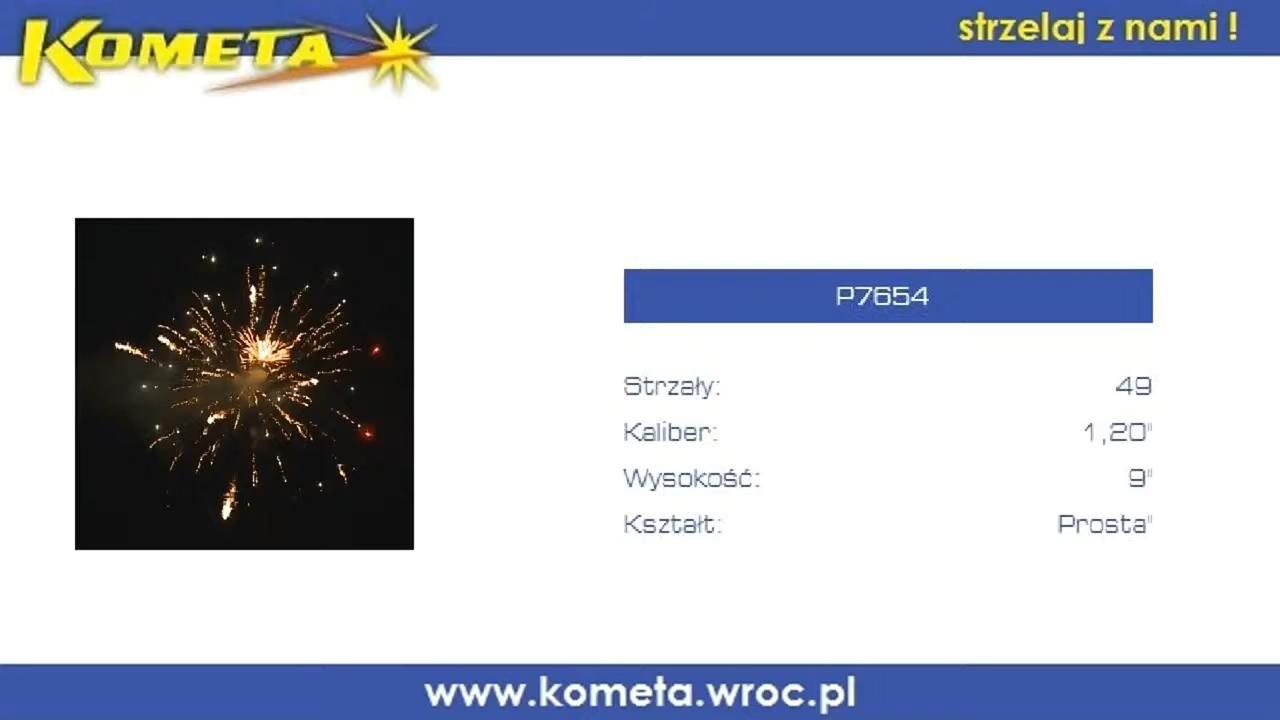 KOMETA
strzelaj z nami !
P7654
Strzały: 49
Kaliber: 1,20"
Wysokość: 9"
Kształt: Prosta"
www.kometa.wroc.pl